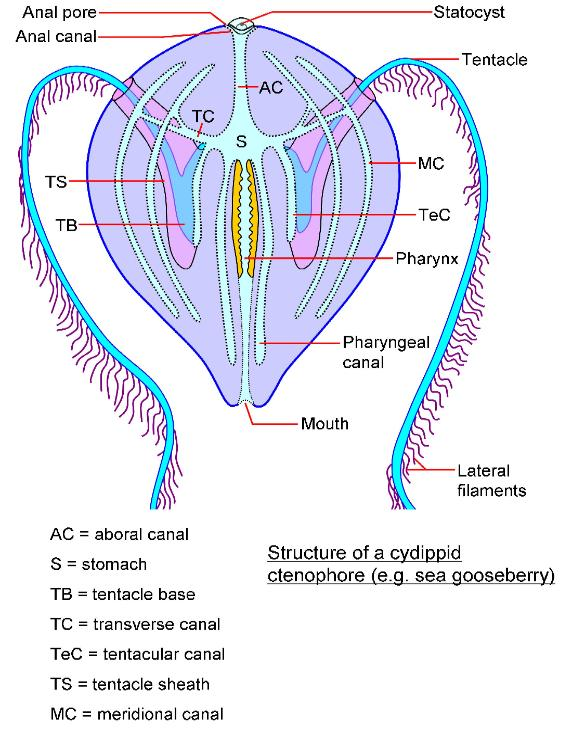 Anal pore
Statocyst
Anal canal
Tentacle
AC
TC
S
MC
TS
TeC
TB
Pharynx
Pharyngeal
canal
Mouth
Lateral
filaments
AC = aboral canal
S = stomach
TB = tentacle base
TC = transverse canal
TeC = tentacular canal
TS = tentacle sheath
MC = meridional canal
Structure of a cydippid
ctenophore (e.g. sea gooseberry)